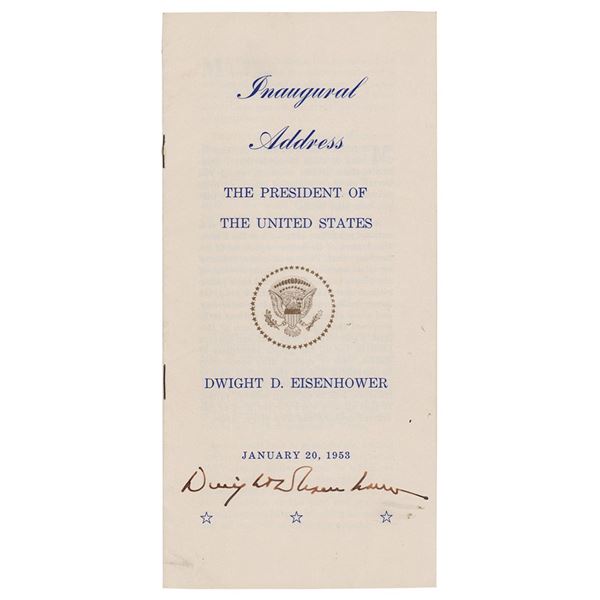 Inaugural
Address
THE PRESIDENT OF
THE UNITED STATES
DWIGHT D. EISENHOWER
JANUARY 20, 1953
Dwight D Eisenhower